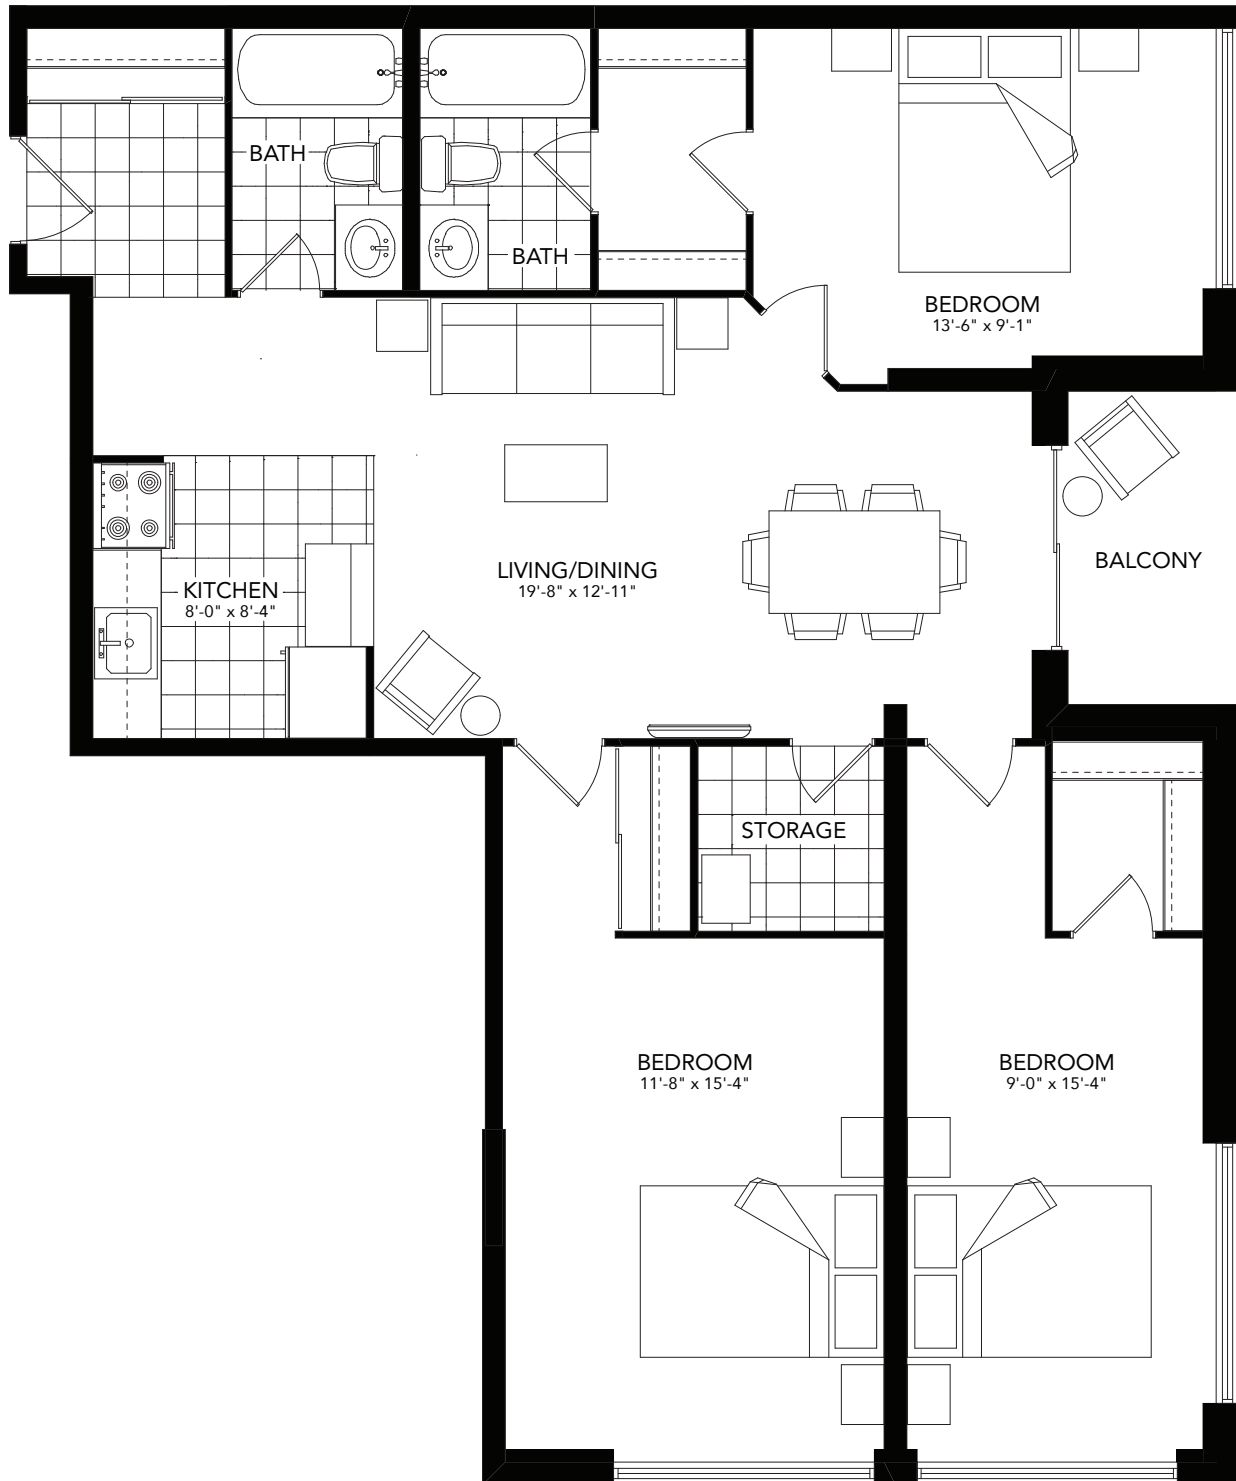 BATH
BATH
BEDROOM
13'-6" x 9'-1"
BALCONY
LIVING/DINING
19'-8" x 12'-11"
KITCHEN
8'-0" x 8'-4"
STORAGE
BEDROOM
11'-8" x 15'-4"
BEDROOM
9'-0" x 15'-4"